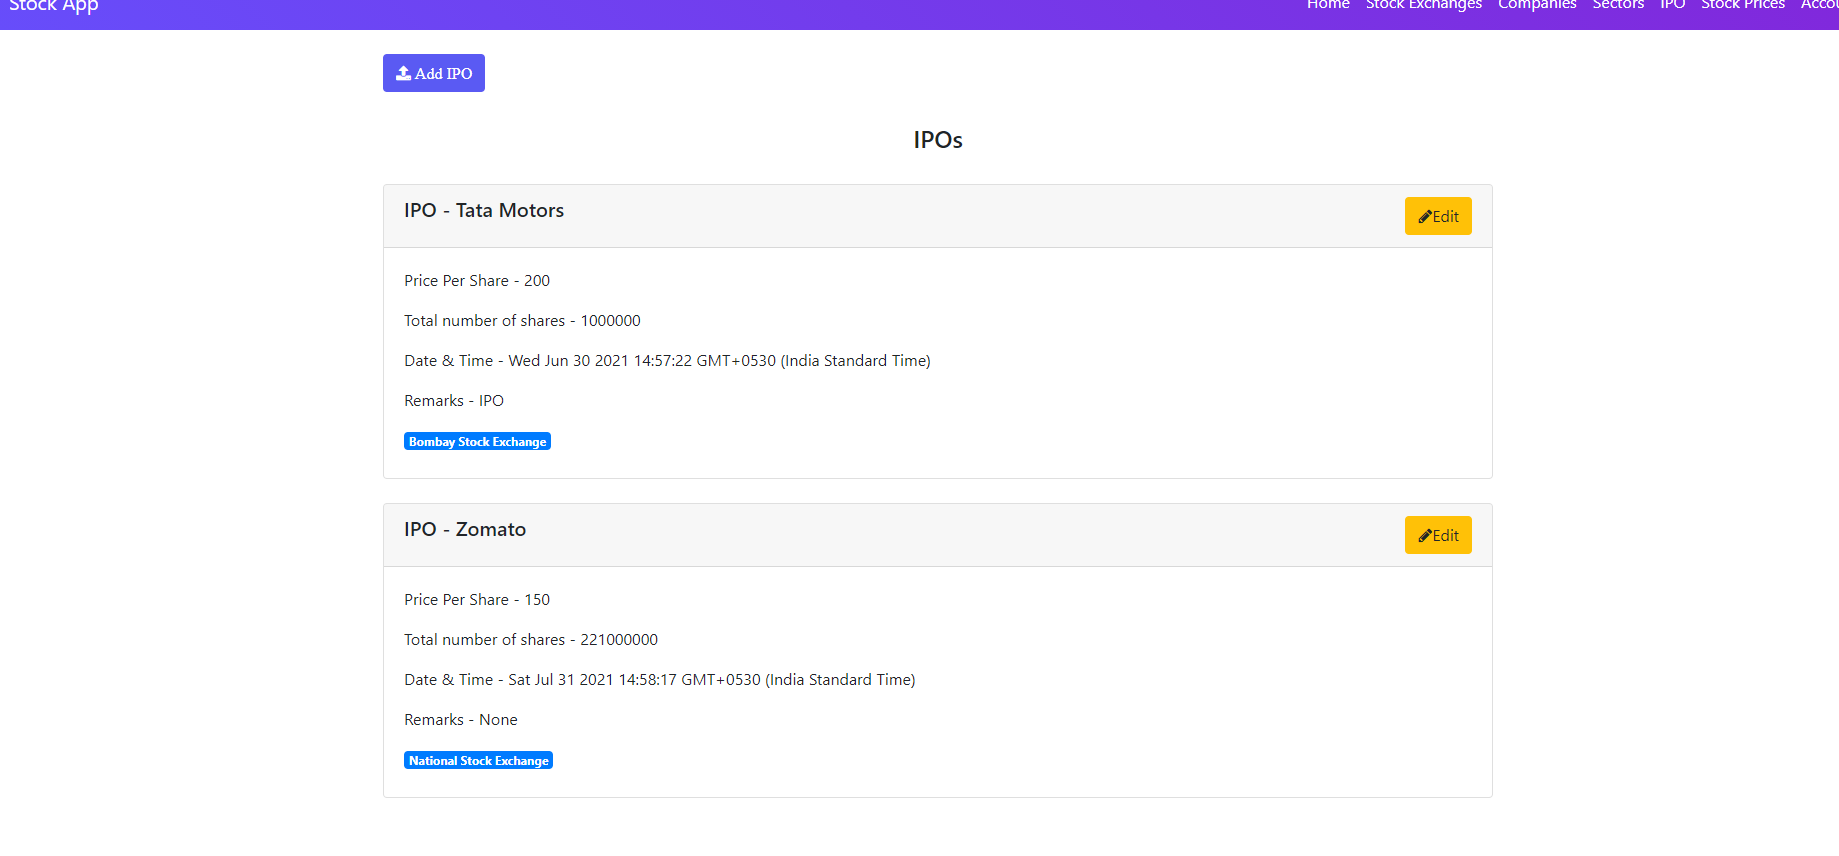 Stock App
Home Stock Exchanges Companies Sectors IPO Stock Prices
Add IPO
IPOs
IPO - Tata Motors
Edit
Price Per Share - 200
Total number of shares - 1000000
Date & Time - Wed Jun 30 2021 14:57:22 GMT+0530 (India Standard Time)
Remarks - IPO
Bombay Stock Exchange
IPO - Zomato
Edit
Price Per Share - 150
Total number of shares - 221000000
Date & Time - Sat Jul 31 2021 14:58:17 GMT+0530 (India Standard Time)
Remarks - None
National Stock Exchange